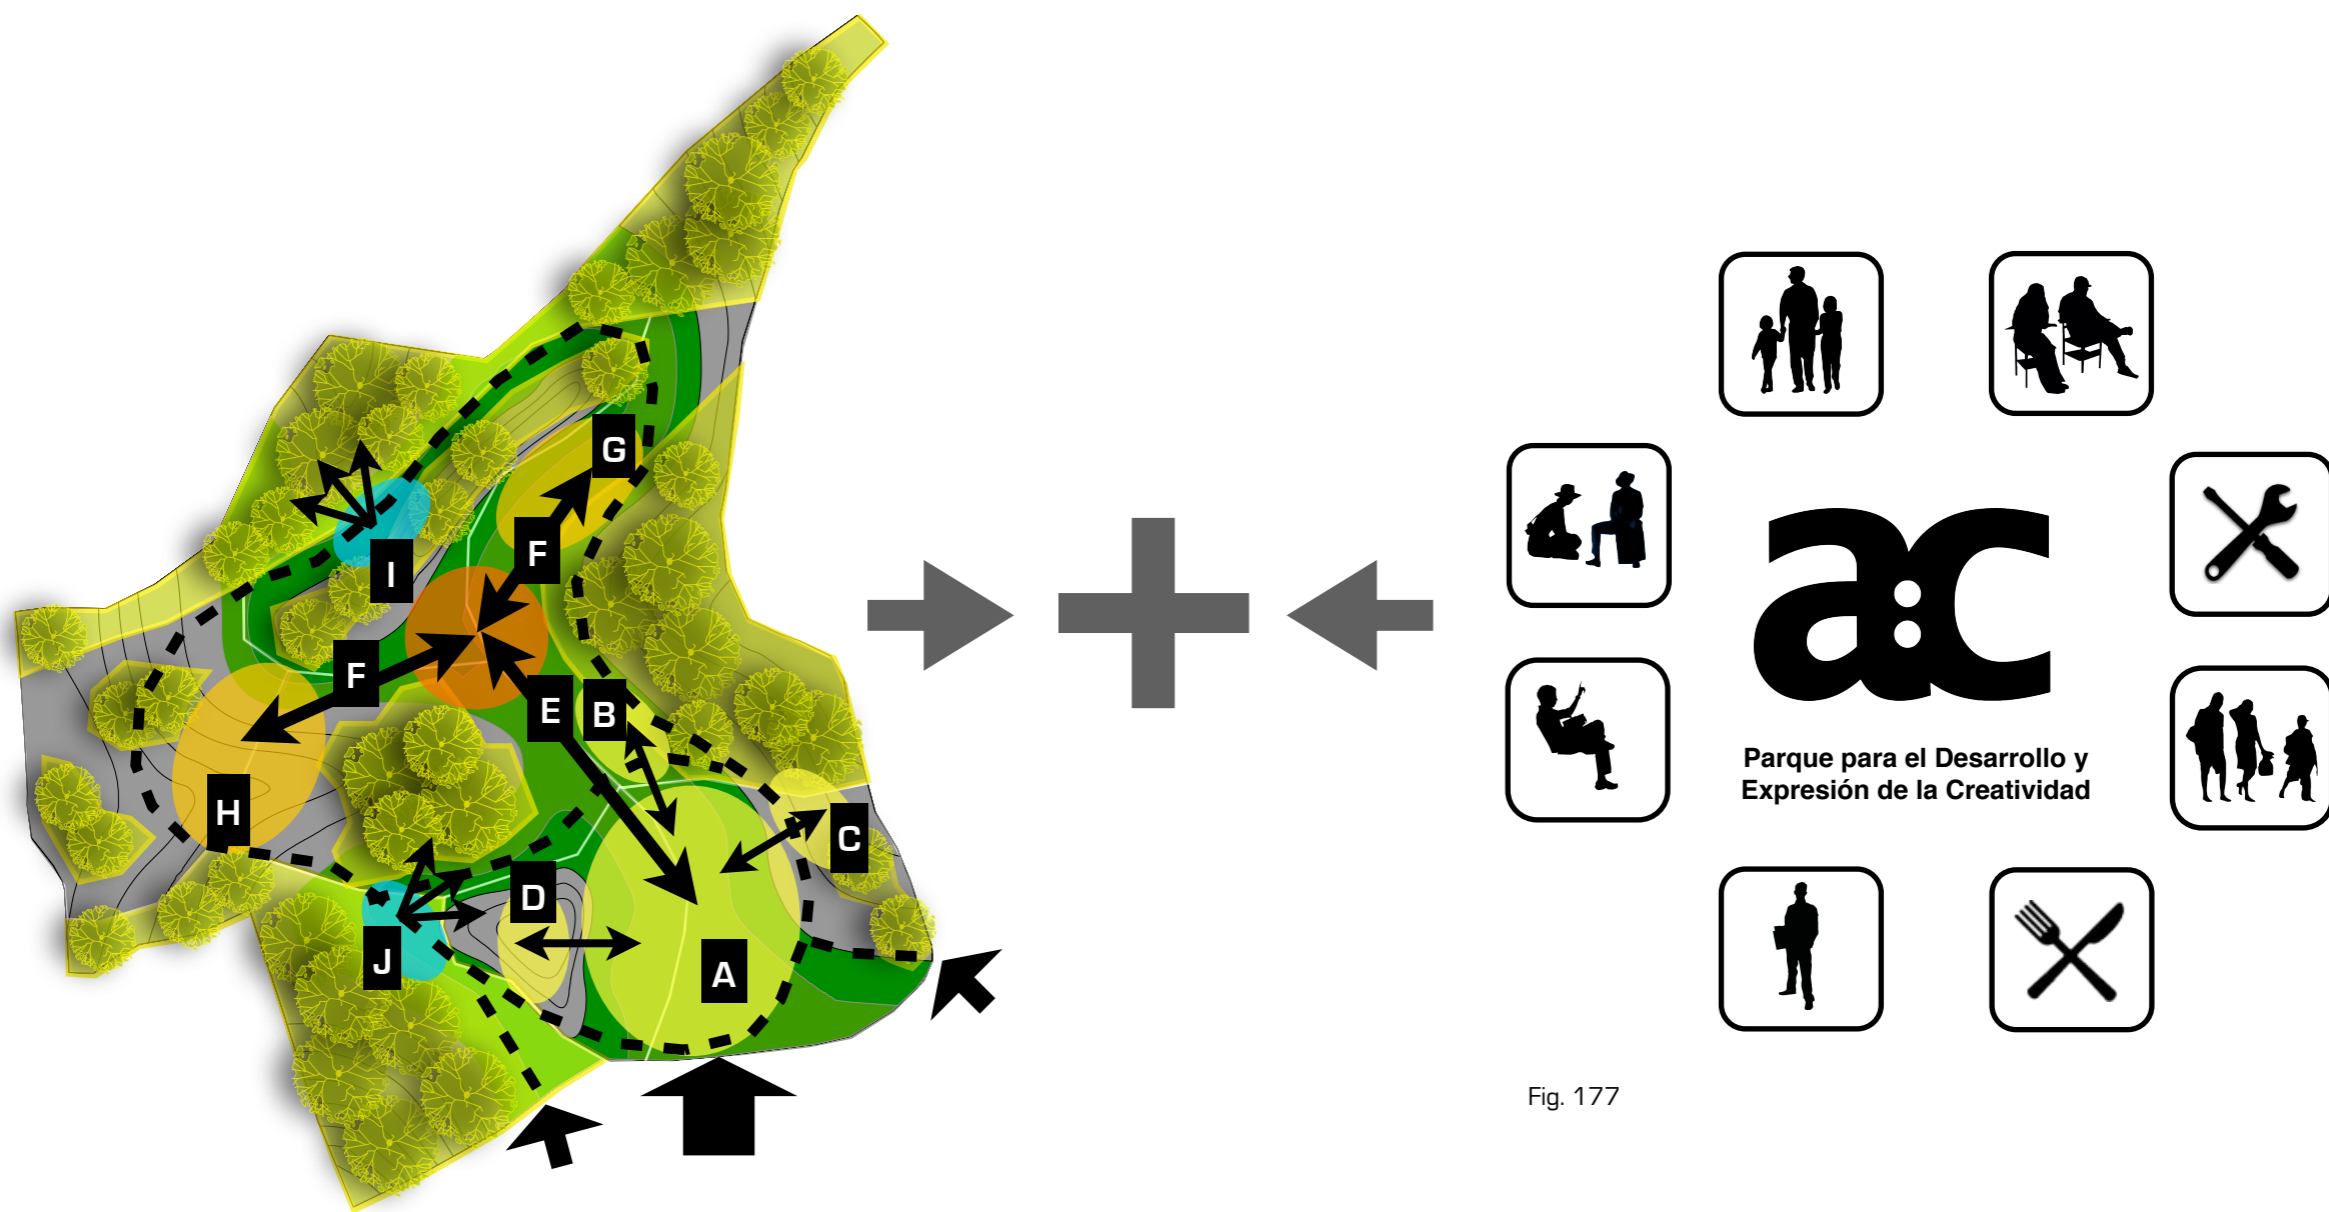 G
F
I
F
E
B
H
C
D
J
A
a:c
Parque para el Desarrollo y
Expresión de la Creatividad
Fig. 177